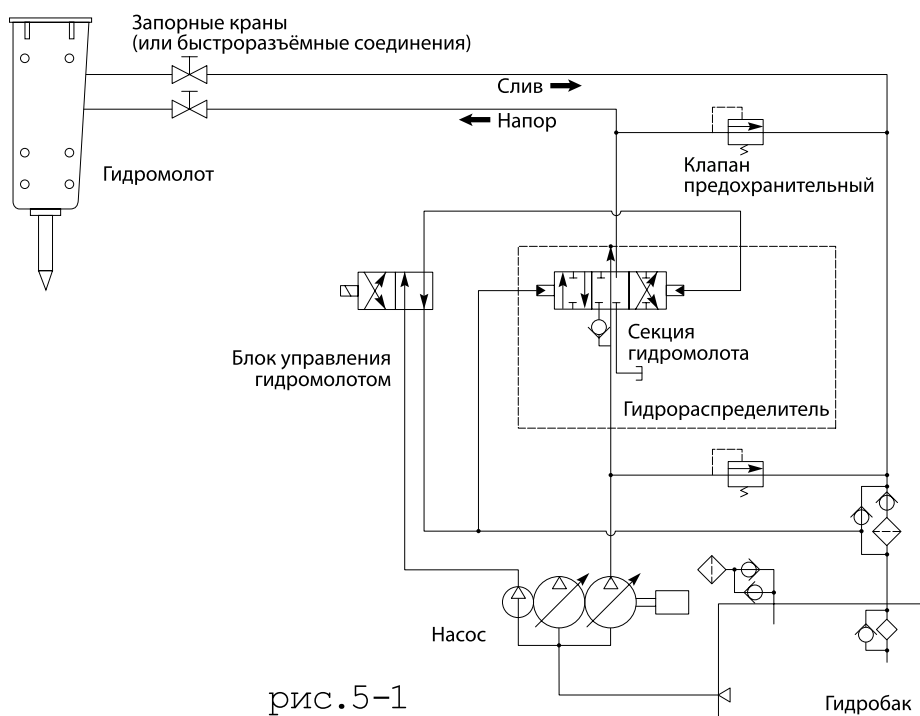 Запорные краны
(или быстроразъёмные соединения)
Слив
Напор
Гидромолот
Клапан
предохранительный
Секция
гидромолота
Блок управления
гидромолотом
Гидрораспределитель
Насос
рис.5-1
Гидробак